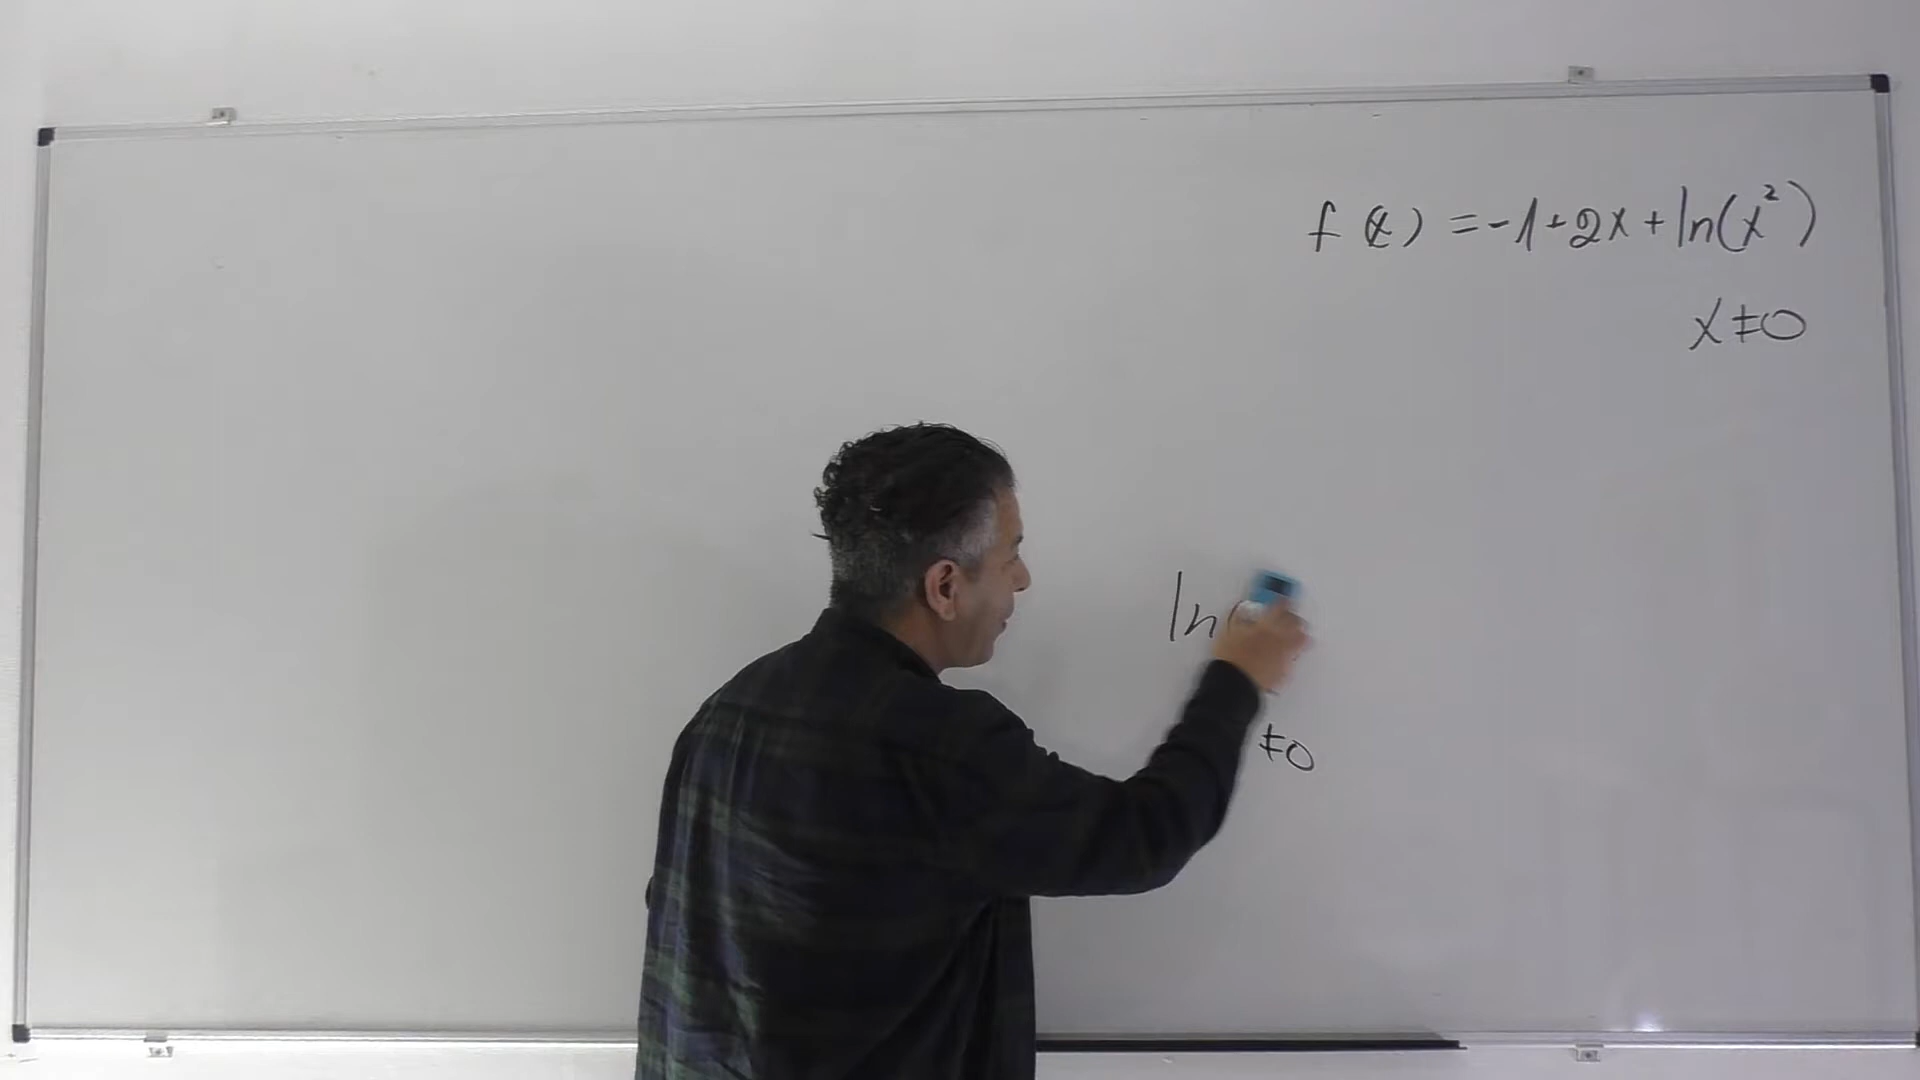 f(x) = -1+2x+ln(x²)
x≠0
ln(
≠0